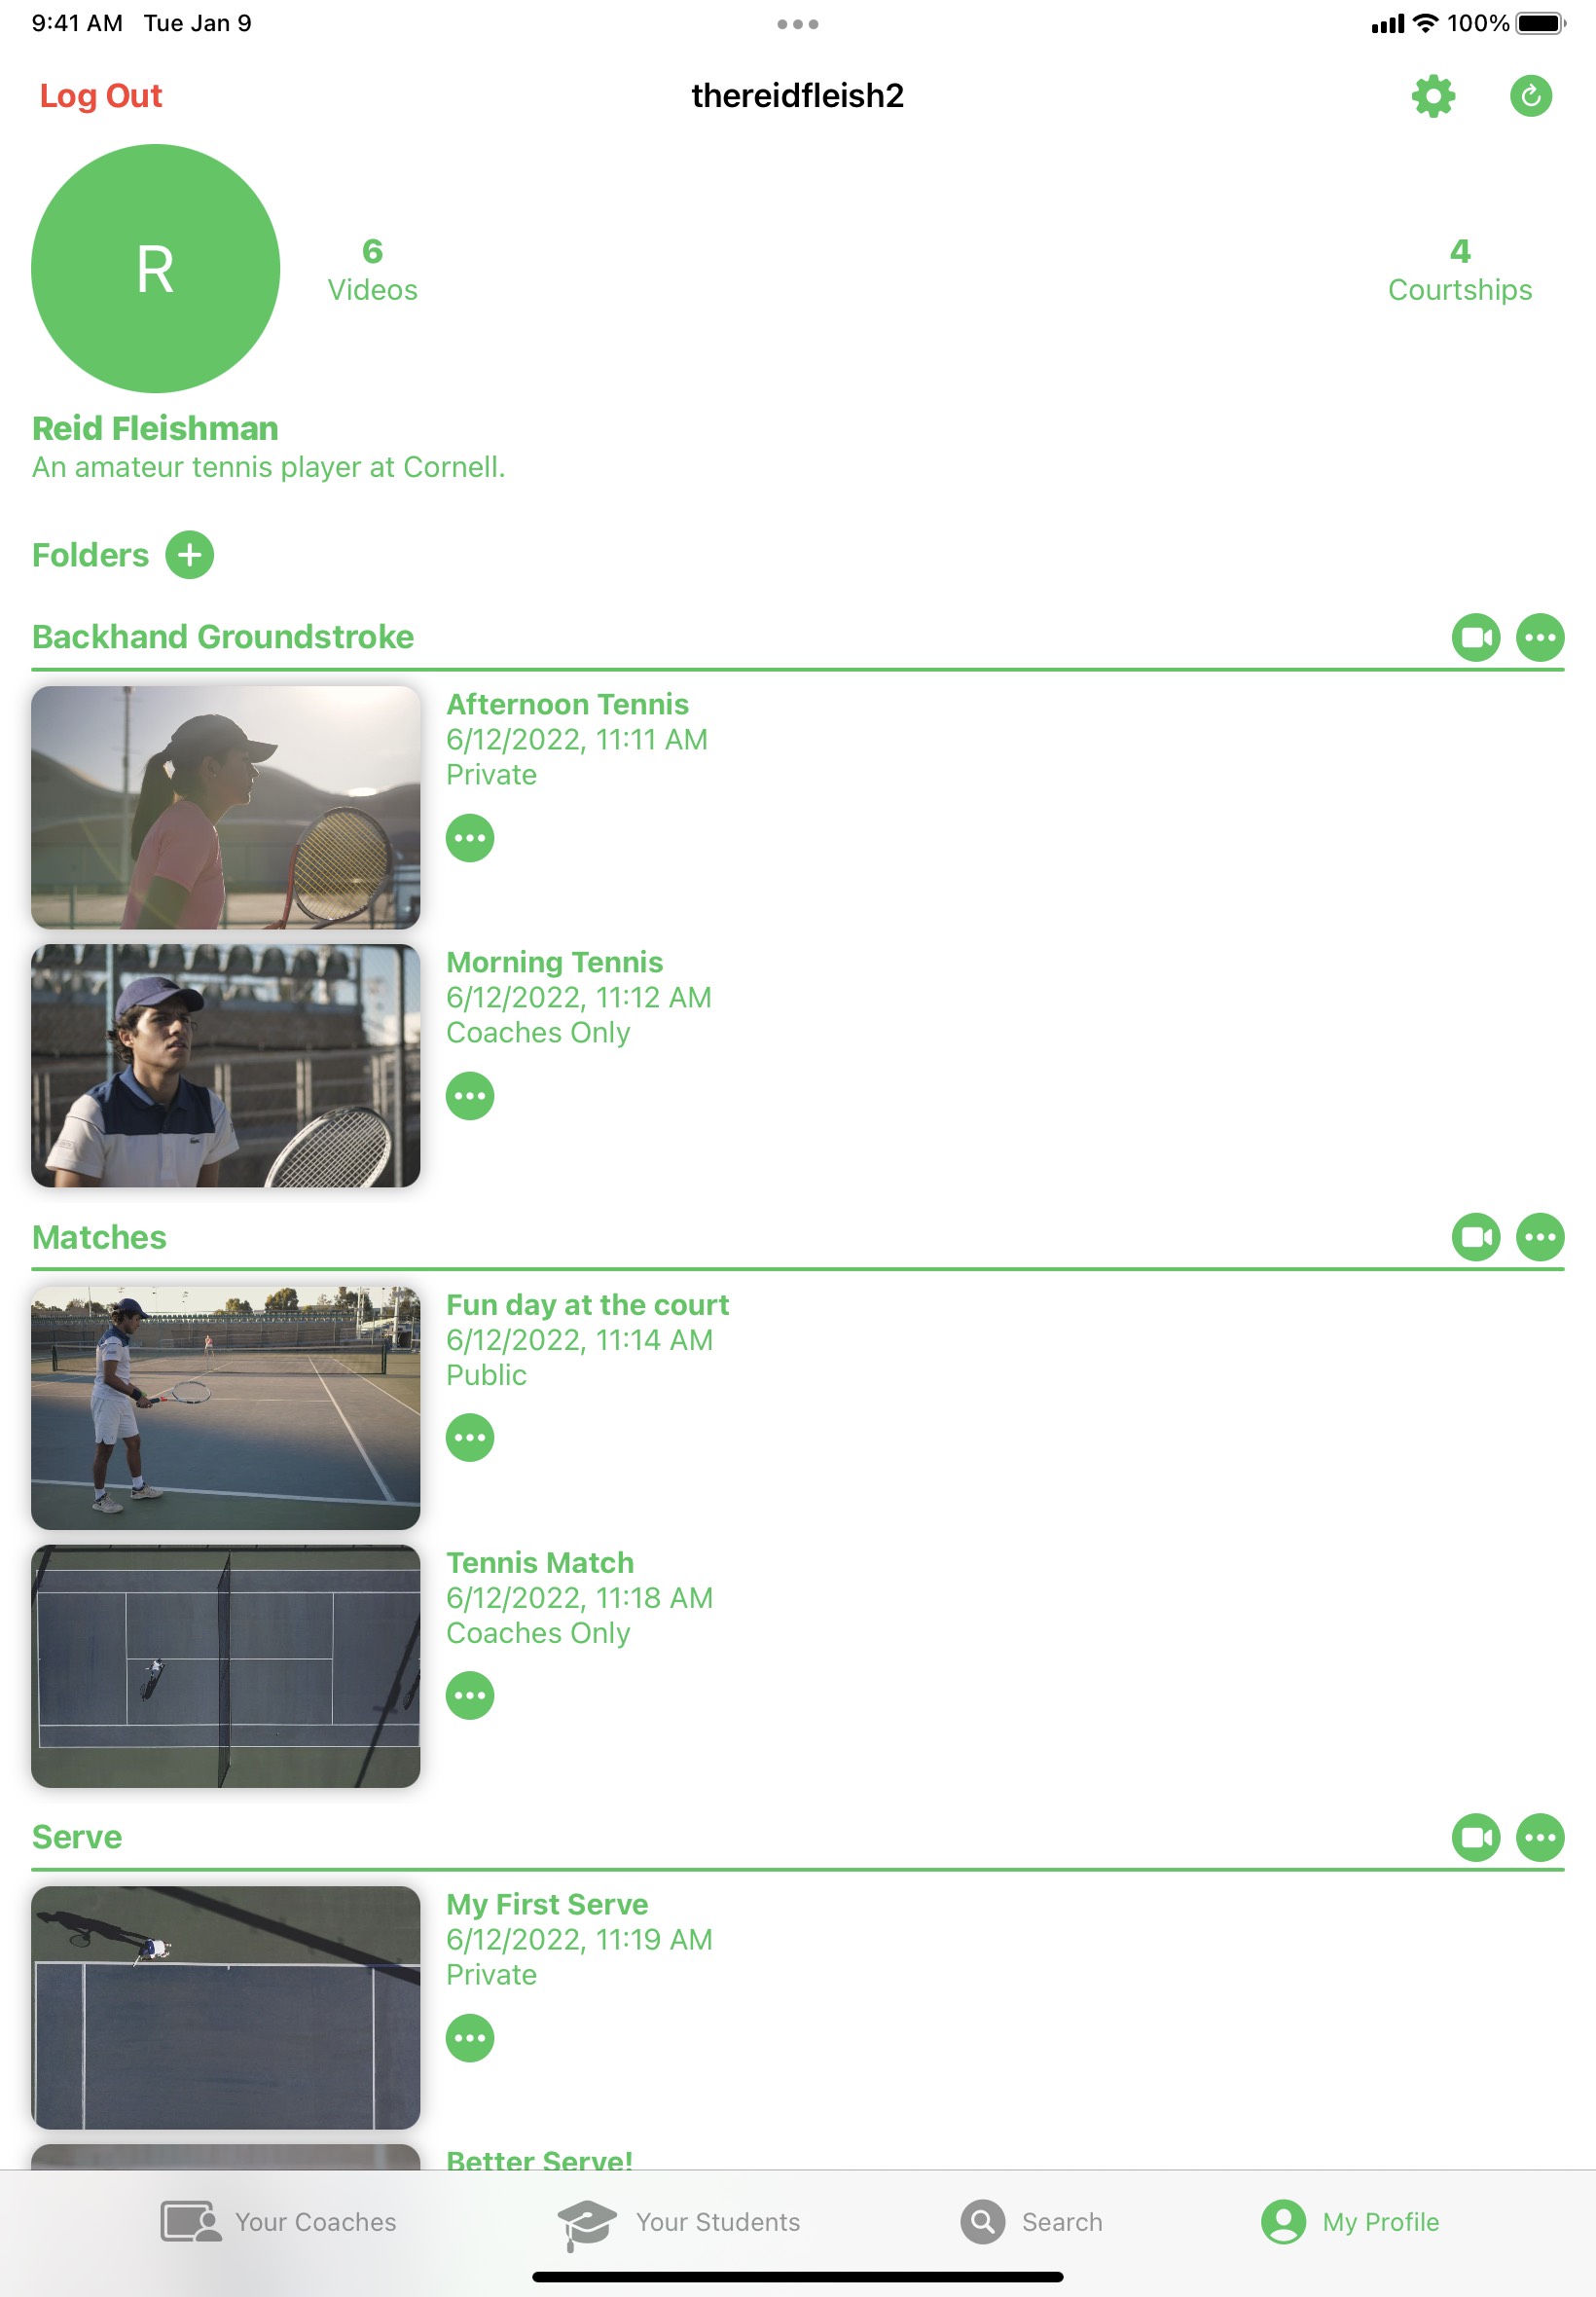 9:41 AM Tue Jan 9
100%
Log Out
thereidfleish2
R
6
Videos
4
Courtships
Reid Fleishman
An amateur tennis player at Cornell.
Folders
Backhand Groundstroke
Afternoon Tennis
6/12/2022, 11:11 AM
Private
Morning Tennis
6/12/2022, 11:12 AM
Coaches Only
Matches
Fun day at the court
6/12/2022, 11:14 AM
Public
Tennis Match
6/12/2022, 11:18 AM
Coaches Only
Serve
My First Serve
6/12/2022, 11:19 AM
Private
Better Serve!
Your Coaches
Your Students
Search
My Profile